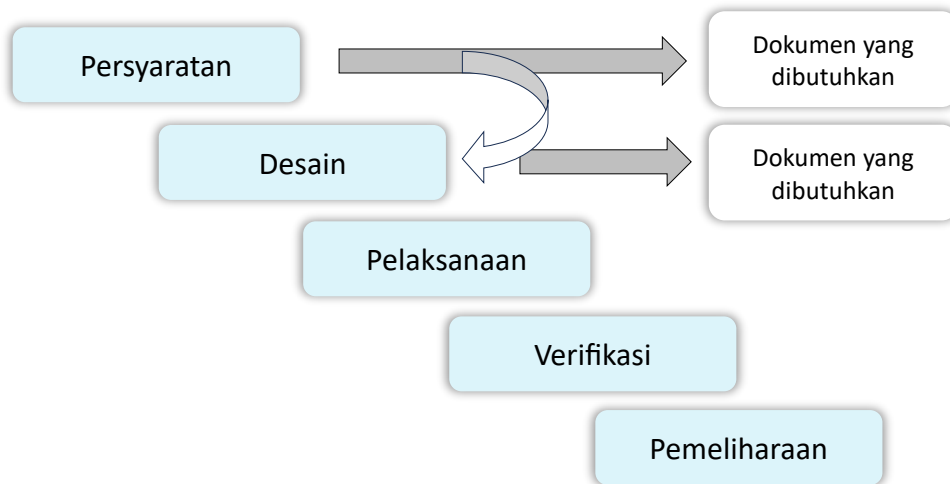 Persyaratan
Dokumen yang
dibutuhkan
Desain
Dokumen yang
dibutuhkan
Pelaksanaan
Verifikasi
Pemeliharaan